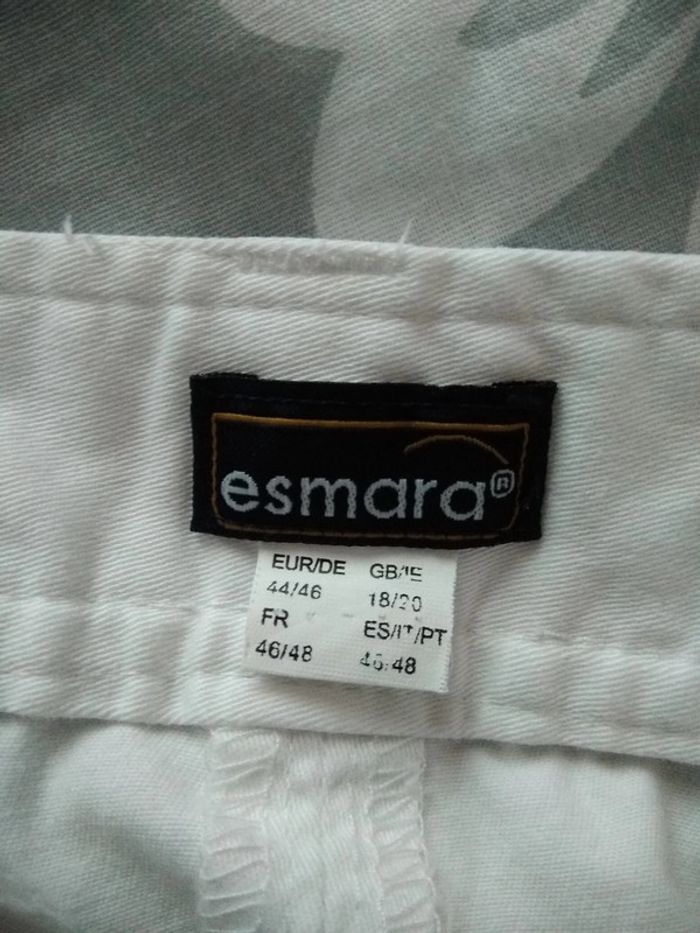 esmara®
EUR/DE GB/IE
44/46 18/20
FR ES/IT/PT
46/48 46/48